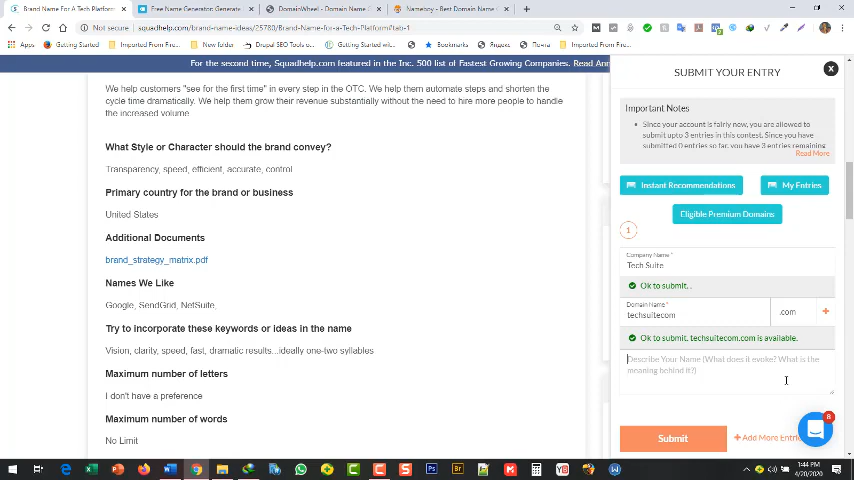 Brand Name For A Tech Platform
Free Name Generator: Generate
DomainWheel - Domain Name
Namebny - Best Domain Name
Not secure
squadhelp.com/brand-name-ideas/25780/Brand-Name-for-a-Tech-Platform#tab-1
Apps
Getting Started
Imported From Fire...
New folder
Drupal SEO Tools o...
Getting Started wit...
Bookmarks
Яндекс
Почта
Imported From Fire...
For the second time, Squadhelp.com featured in the Inc. 500 list of Fastest Growing Companies. Read Ann
We help customers "see for the first time" in every step in the OTC. We help them automate steps and shorten the
cycle time dramatically. We help them grow their revenue substantially without the need to hire more people to handle
the increased volume
What Style or Character should the brand convey?
Transparency, speed, efficient, accurate, control
Primary country for the brand or business
United States
Additional Documents
brand_strategy_matrix.pdf
Names We Like
Google, SendGrid, NetSuite,
Try to incorporate these keywords or ideas in the name
Vision, clarity, speed, fast, dramatic results...ideally one-two syllables
Maximum number of letters
I don't have a preference
Maximum number of words
No Limit
SUBMIT YOUR ENTRY
X
Important Notes
Since your account is fairly new, you are allowed to
submit upto 3 entries in this contest. Since you have
submitted 0 entries so far, you have 3 entries remaining
Read More
Instant Recommendations
My Entries
Eligible Premium Domains
1
Company Name *
Tech Suite
Ok to submit...
Domain Name *
techsuitecom
.com
+
Ok to submit, techsuitecom.com is available.
Describe Your Name (What does it evoke? What is the
meaning behind it?)
8
Submit
+ Add More Entrie
1:44 PM
4/20/2020